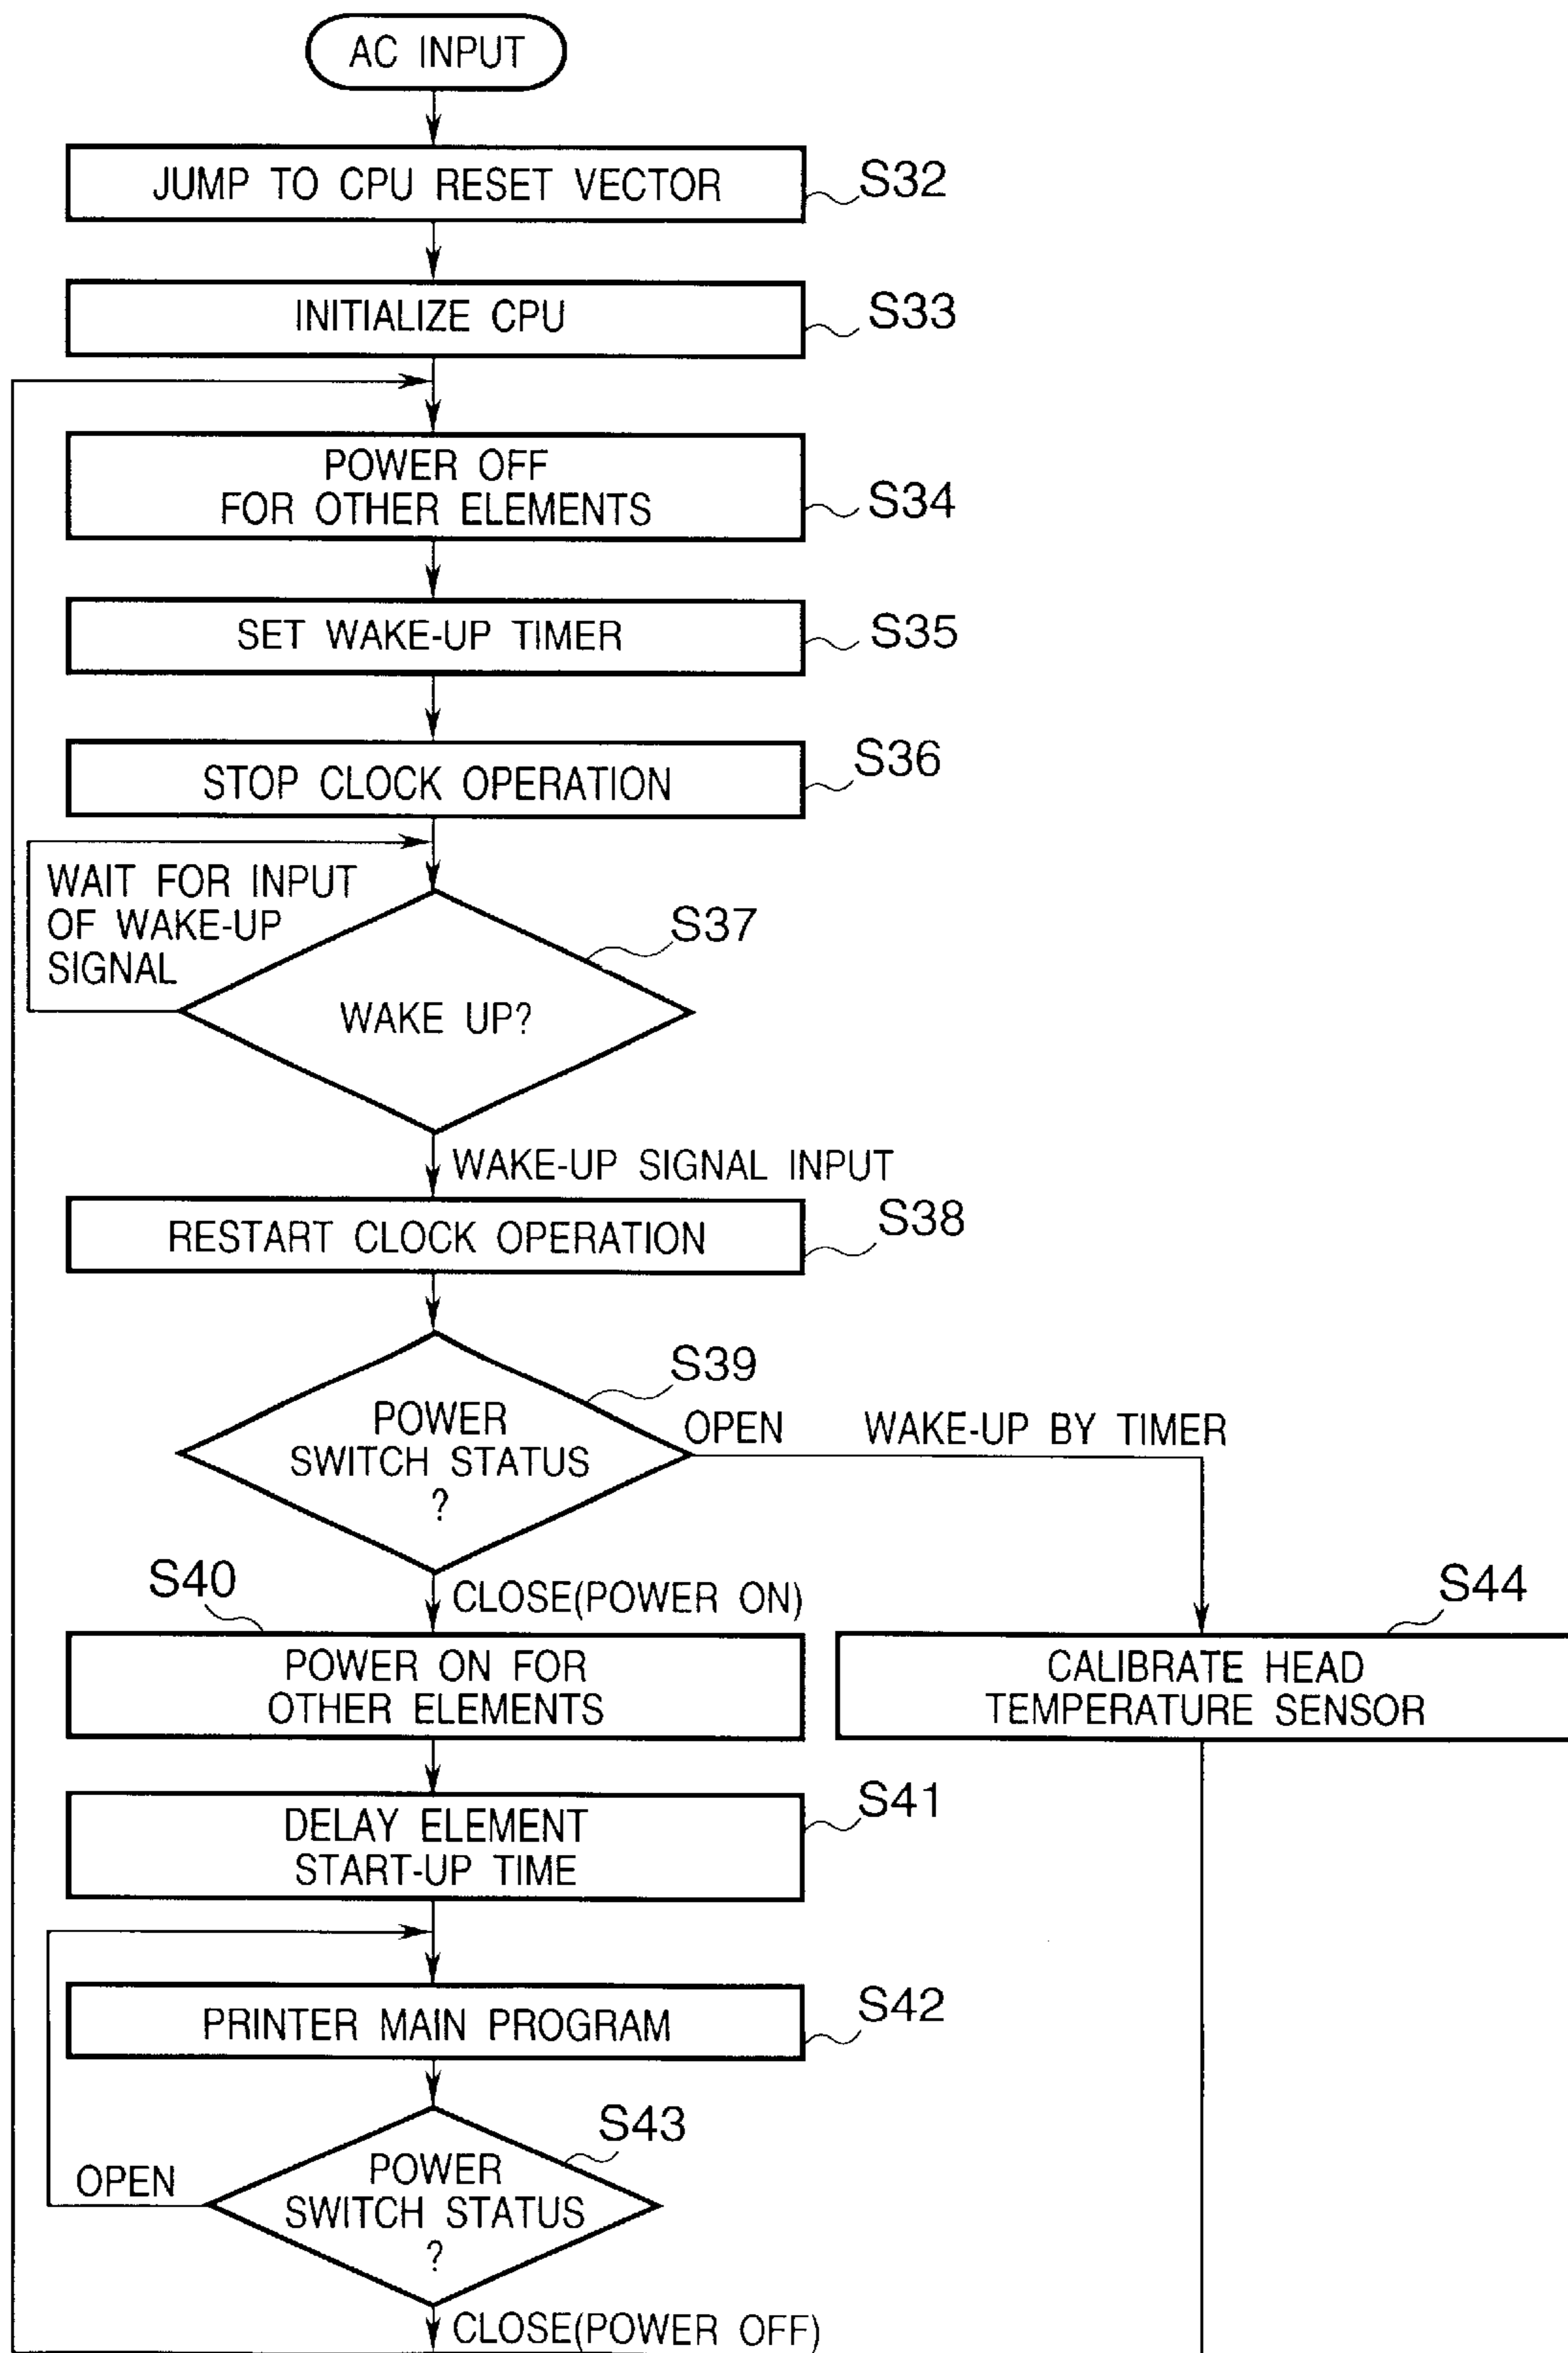 AC INPUT
JUMP TO CPU RESET VECTOR
S32
INITIALIZE CPU
S33
POWER OFF
FOR OTHER ELEMENTS
S34
SET WAKE-UP TIMER
S35
STOP CLOCK OPERATION
S36
WAIT FOR INPUT
OF WAKE-UP
SIGNAL
S37
WAKE UP?
WAKE-UP SIGNAL INPUT
RESTART CLOCK OPERATION
S38
S39
POWER
SWITCH STATUS
?
OPEN
WAKE-UP BY TIMER
S40
CLOSE(POWER ON)
S44
POWER ON FOR
OTHER ELEMENTS
CALIBRATE HEAD
TEMPERATURE SENSOR
DELAY ELEMENT
START-UP TIME
S41
PRINTER MAIN PROGRAM
S42
S43
POWER
SWITCH STATUS
?
OPEN
CLOSE(POWER OFF)